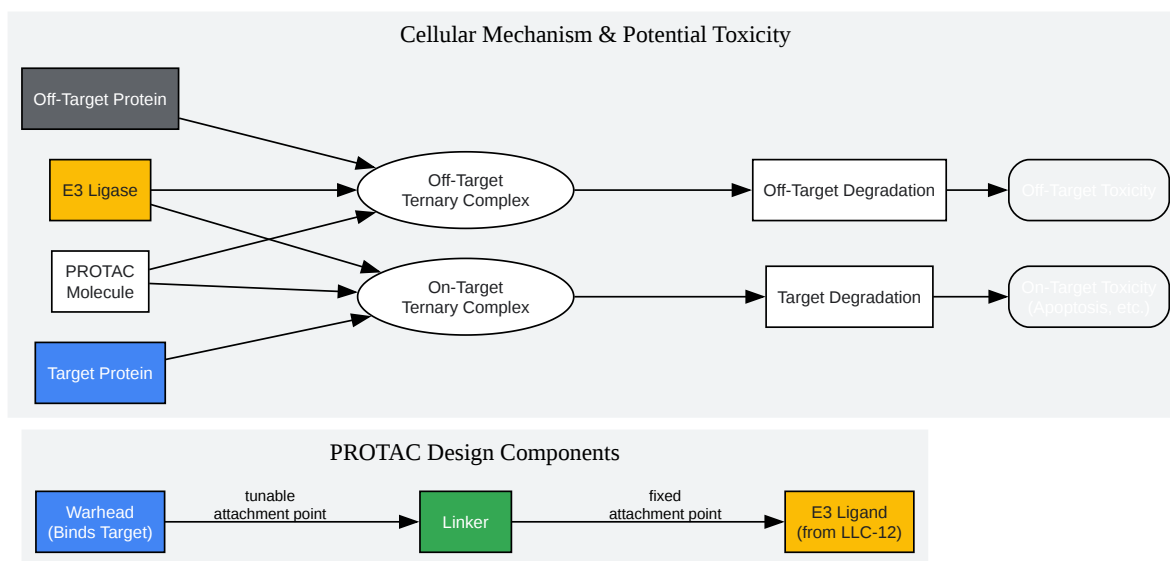 Cellular Mechanism & Potential Toxicity
Off-Target Protein
E3 Ligase
PROTAC
Molecule
Target Protein
Off-Target
Ternary Complex
On-Target
Ternary Complex
Off-Target Degradation
Target Degradation
Off-Target Toxicity
On-Target Toxicity
(Apoptosis, etc.)
PROTAC Design Components
Warhead
(Binds Target)
tunable
attachment point
Linker
fixed
attachment point
E3 Ligand
(from LLC-12)